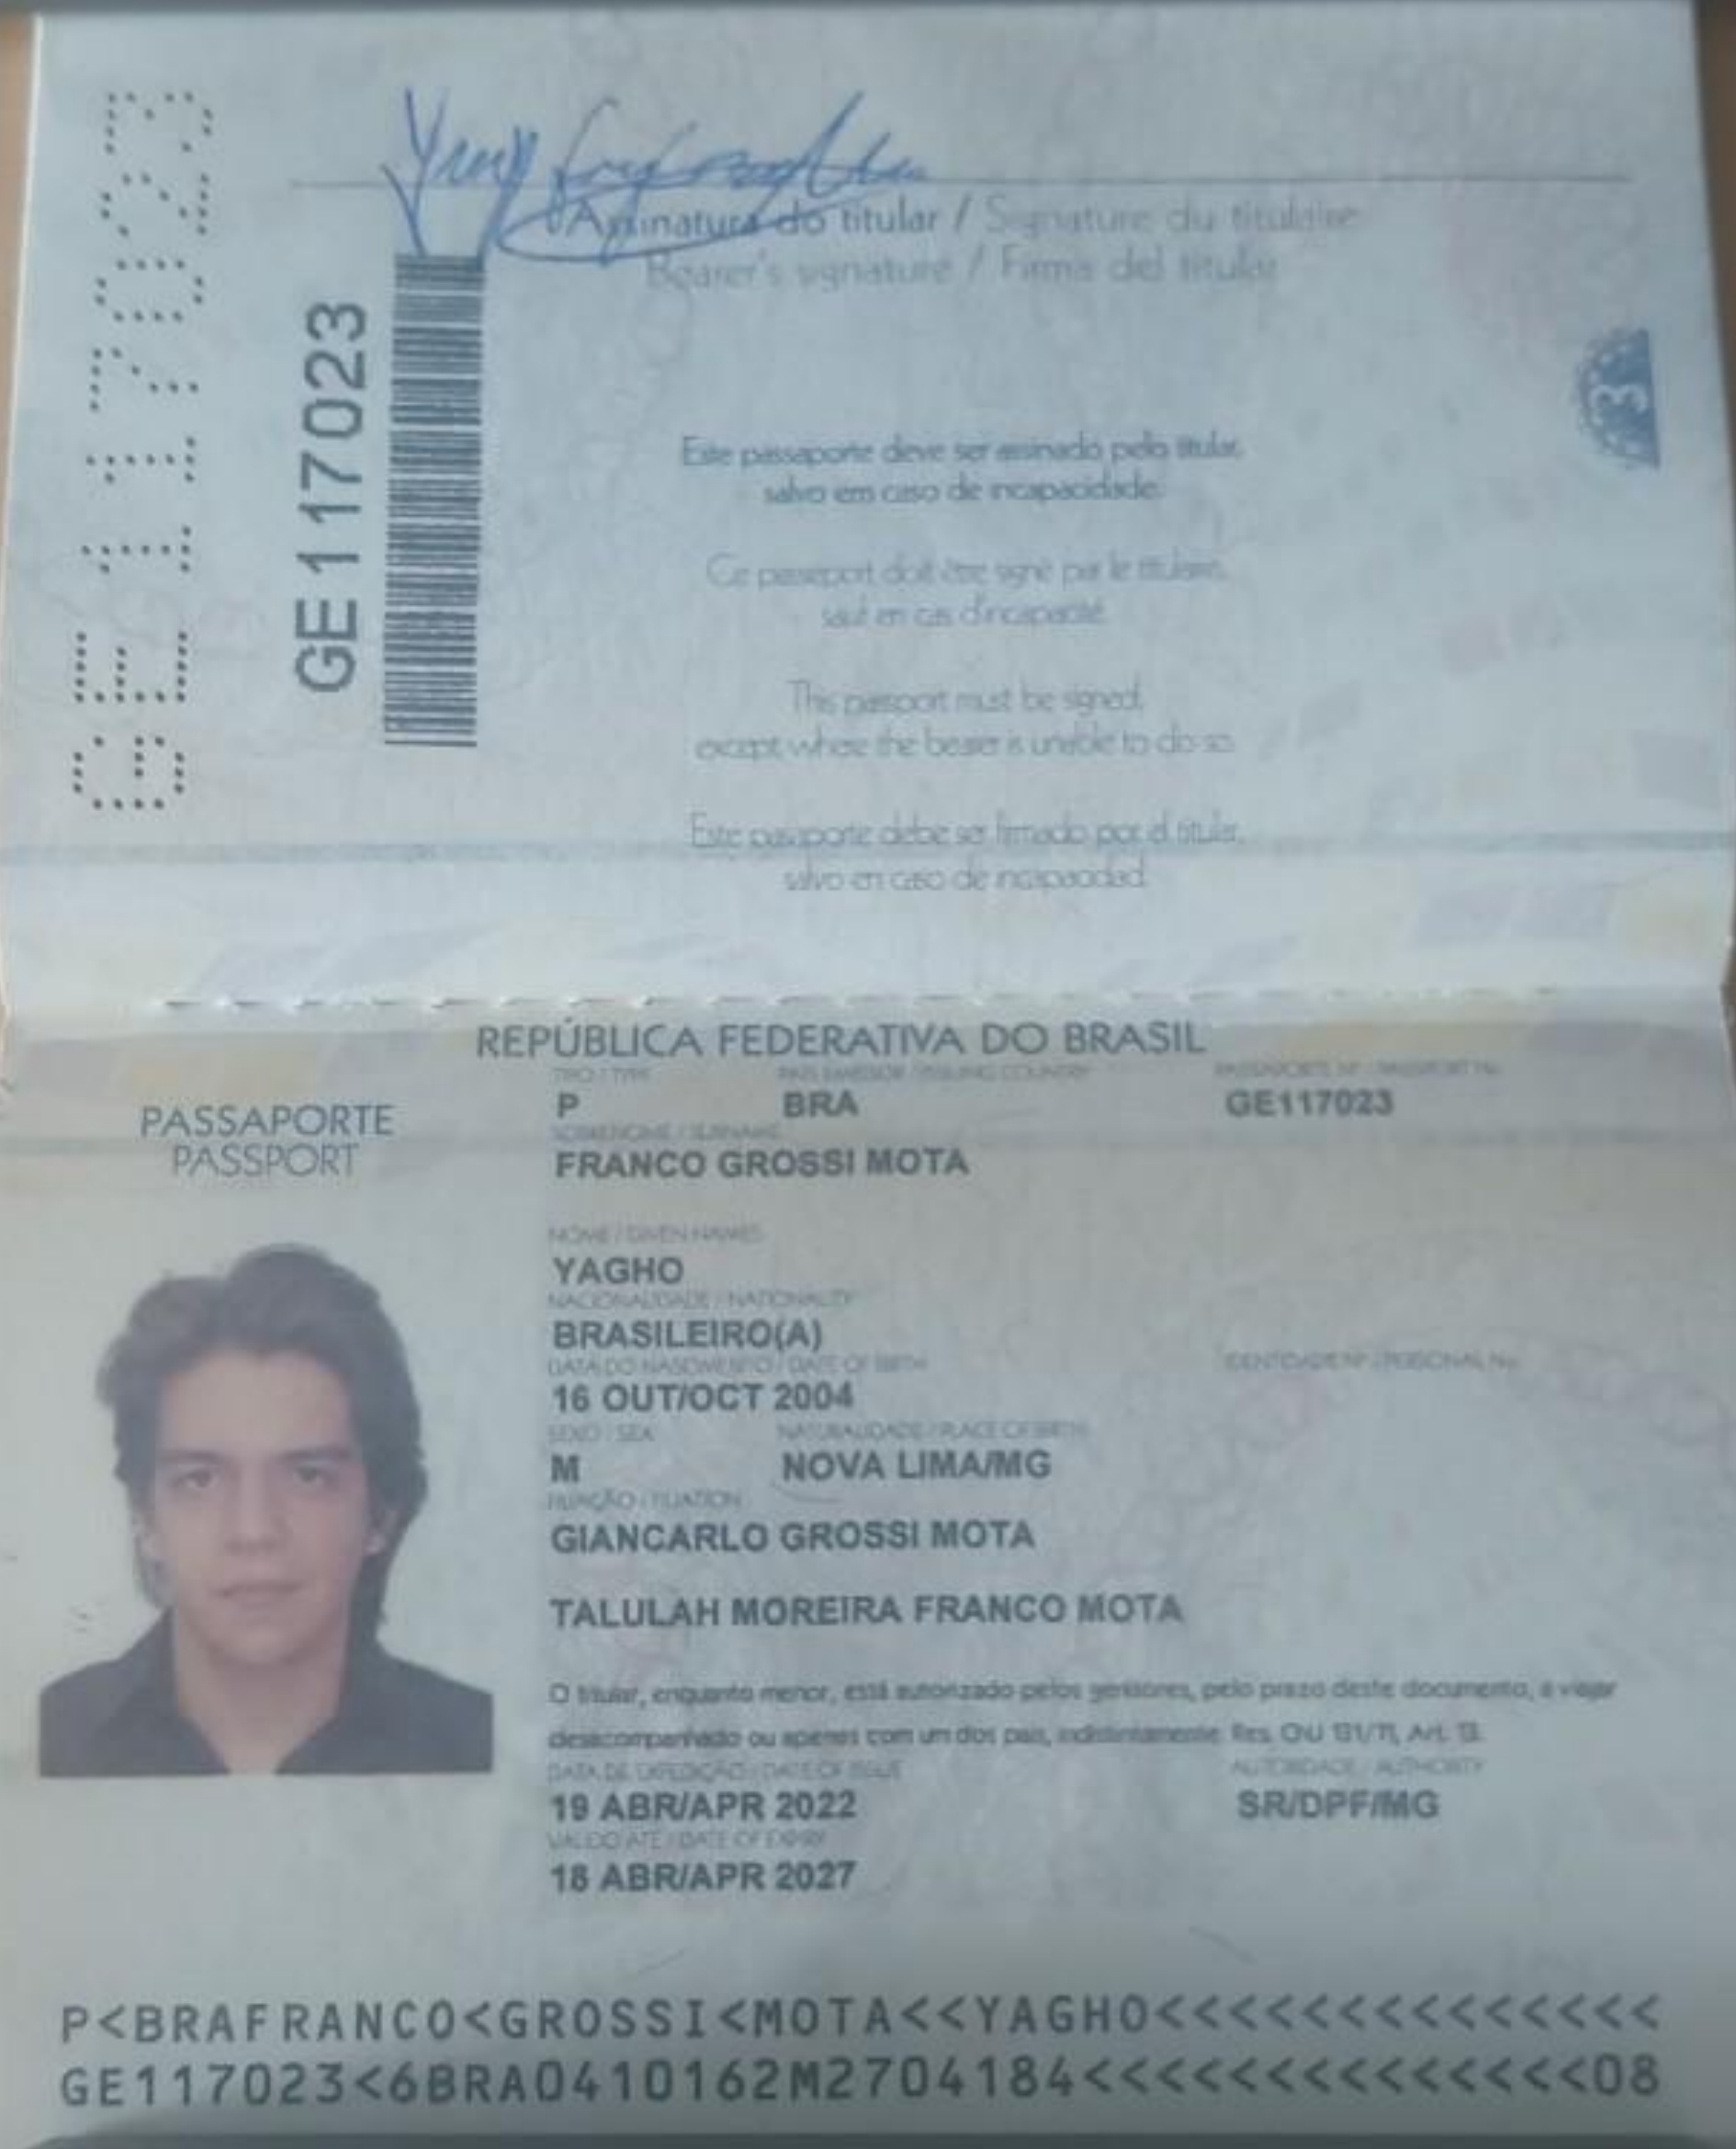 GE117023
GE117023
Assinatura do titular / Signature du titulaire
Bearer's signature / Firma del titular
3
Este passaporte deve ser assinado pelo titular,
salvo em caso de incapacidade.
Ce passeport doit être signé par le titulaire,
sauf en cas d'incapacité.
This passport must be signed,
except where the bearer is unable to do so.
Este pasaporte debe ser firmado por el titular,
salvo en caso de incapacidad.
REPÚBLICA FEDERATIVA DO BRASIL
PASSAPORTE
PASSPORT
TIPO / TYPE PAÍS EMISSOR / ISSUING COUNTRY PASSAPORTE Nº / PASSPORT No.
P BRA GE117023
SOBRENOME / SURNAME
FRANCO GROSSI MOTA
NOME / GIVEN NAMES
YAGHO
NACIONALIDADE / NATIONALITY
BRASILEIRO(A)
DATA DO NASCIMENTO / DATE OF BIRTH IDENTIDADE Nº / PERSONAL No.
16 OUT/OCT 2004
SEXO / SEX NATURALIDADE / PLACE OF BIRTH
M NOVA LIMA/MG
FILIAÇÃO / FILIATION
GIANCARLO GROSSI MOTA
TALULAH MOREIRA FRANCO MOTA
O titular, enquanto menor, está autorizado pelos genitores, pelo prazo deste documento, a viajar
desacompanhado ou apenas com um dos pais, indistintamente. Res. CNJ 131/11, Art. 13.
DATA DE EXPEDIÇÃO / DATE OF ISSUE AUTORIDADE / AUTHORITY
19 ABR/APR 2022 SR/DPF/MG
VÁLIDO ATÉ / DATE OF EXPIRY
18 ABR/APR 2027
P<BRAFRANCO<GROSSI<MOTA<<YAGHO<<<<<<<<<<<<<<
GE117023<6BRA0410162M2704184<<<<<<<<<<<<<<08